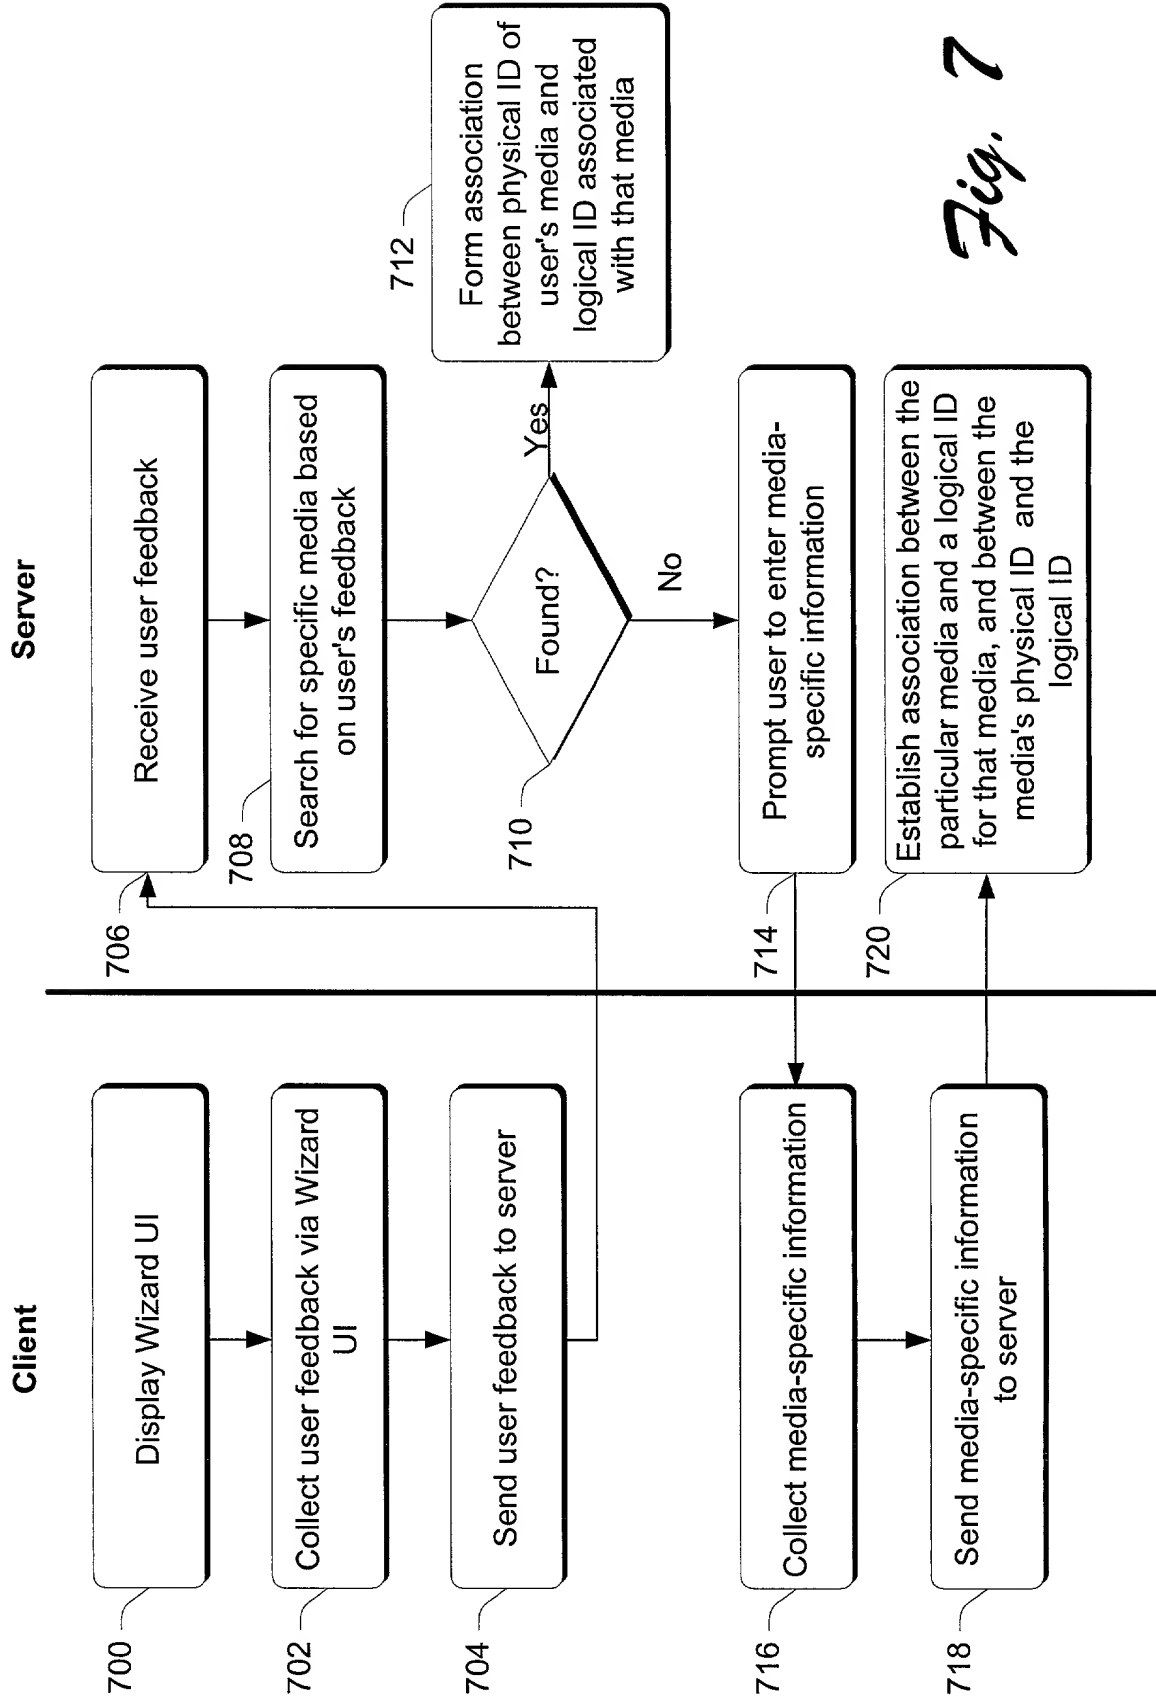 Client
Server
700
Display Wizard UI
702
Collect user feedback via Wizard
UI
704
Send user feedback to server
706
Receive user feedback
708
Search for specific media based
on user's feedback
710
Found?
Yes
No
712
Form association
between physical ID of
user's media and
logical ID associated
with that media
714
Prompt user to enter media-
specific information
716
Collect media-specific information
718
Send media-specific information
to server
720
Establish association between the
particular media and a logical ID
for that media, and between the
media's physical ID and the
logical ID
Fig. 7